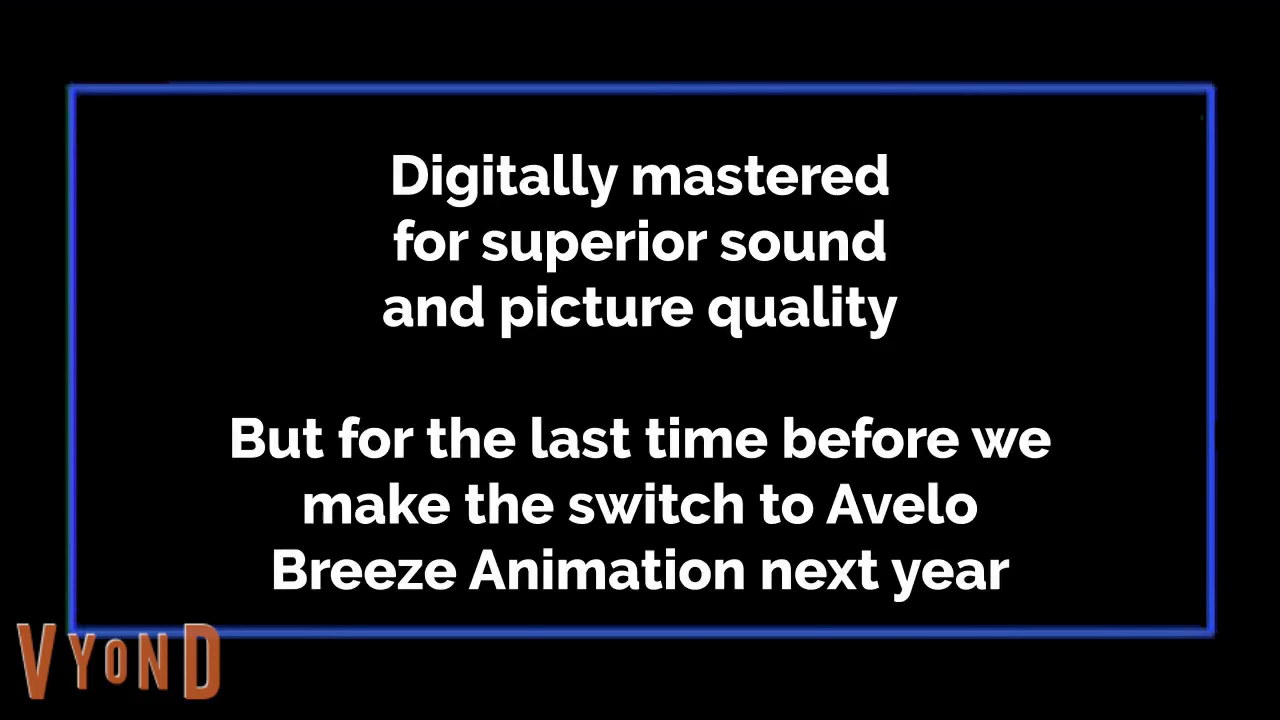 Digitally mastered
for superior sound
and picture quality
But for the last time before we
make the switch to Avelo
Breeze Animation next year
VYOND